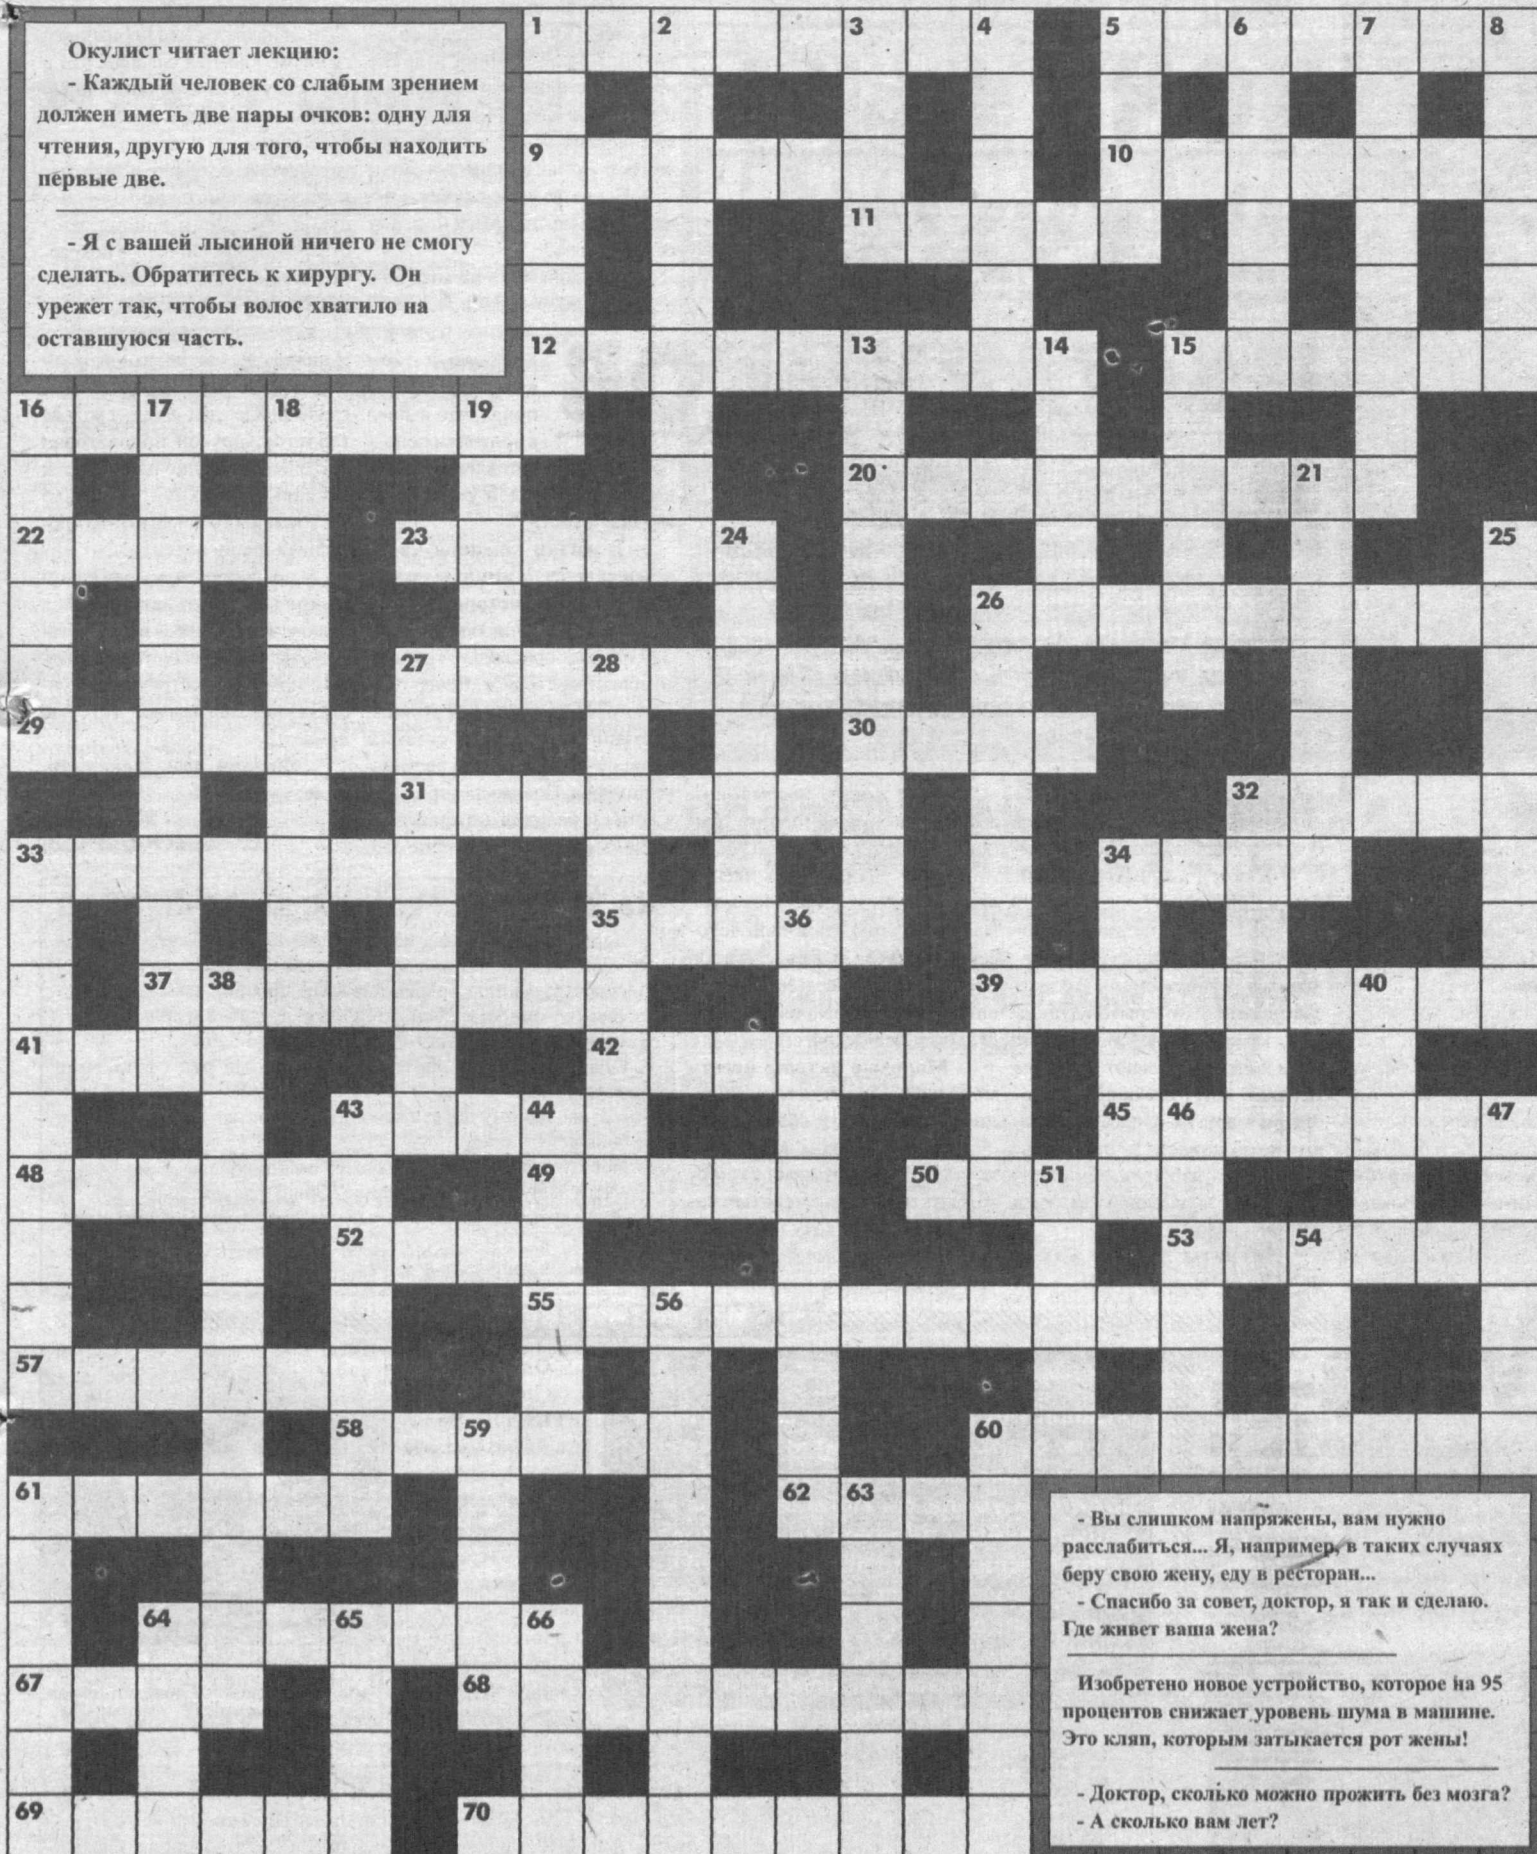 1 2 3 4 5 6 7 8
Окулист читает лекцию:
- Каждый человек со слабым зрением
должен иметь две пары очков: одну для
чтения, другую для того, чтобы находить
первые две.
9 10
- Я с вашей лысиной ничего не смогу
сделать. Обратитесь к хирургу. Он
урежет так, чтобы волос хватило на
оставшуюся часть.
11
12 13 14 15
16 17 18 19
20 21
22 23 24 25
26
27 28
29 30
31 32
33 34
35 36
37 38 39 40
41 42
43 44 45 46 47
48 49 50 51
52 53 54
55 56
57
58 59 60
61 62 63
- Вы слишком напряжены, вам нужно
расслабиться... Я, например, в таких случаях
беру свою жену, еду в ресторан...
- Спасибо за совет, доктор, я так и сделаю.
Где живет ваша жена?
64 65 66
67 68
Изобретено новое устройство, которое на 95
процентов снижает уровень шума в машине.
Это кляп, которым затыкается рот жены!
- Доктор, сколько можно прожить без мозга?
- А сколько вам лет?
69 70